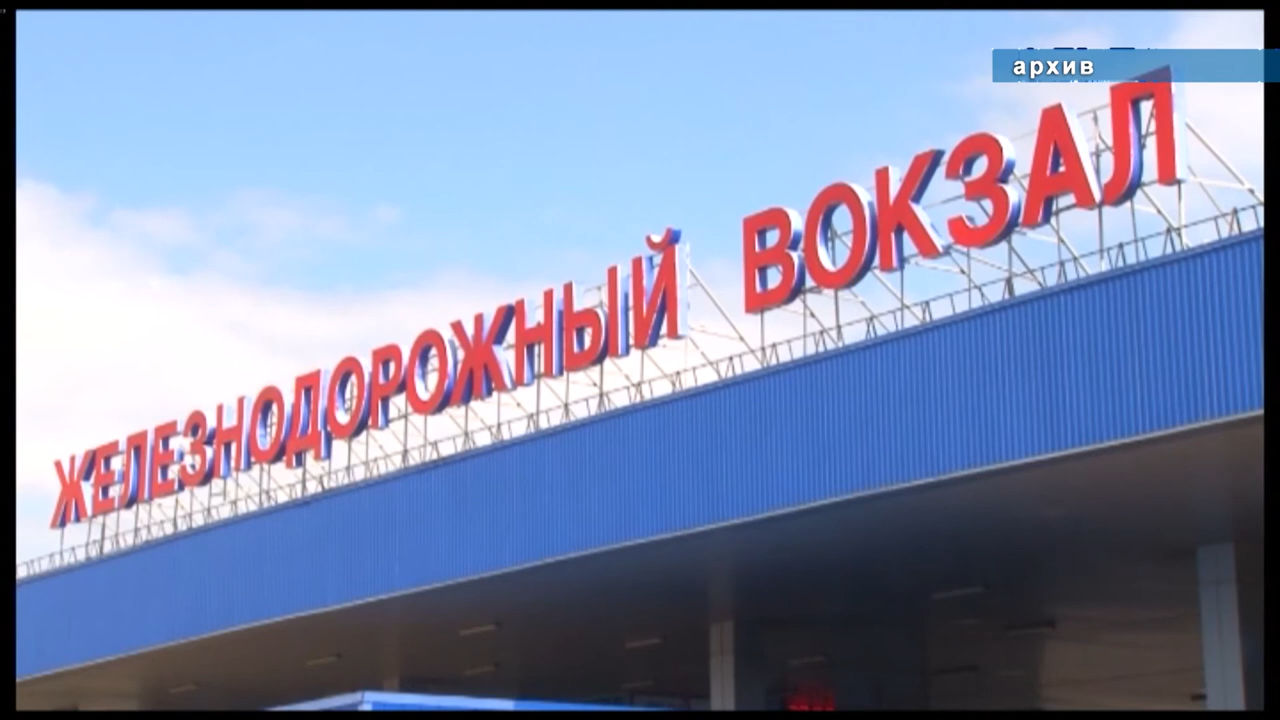 архив
ЖЕЛЕЗНОДОРОЖНЫЙ ВОКЗАЛ